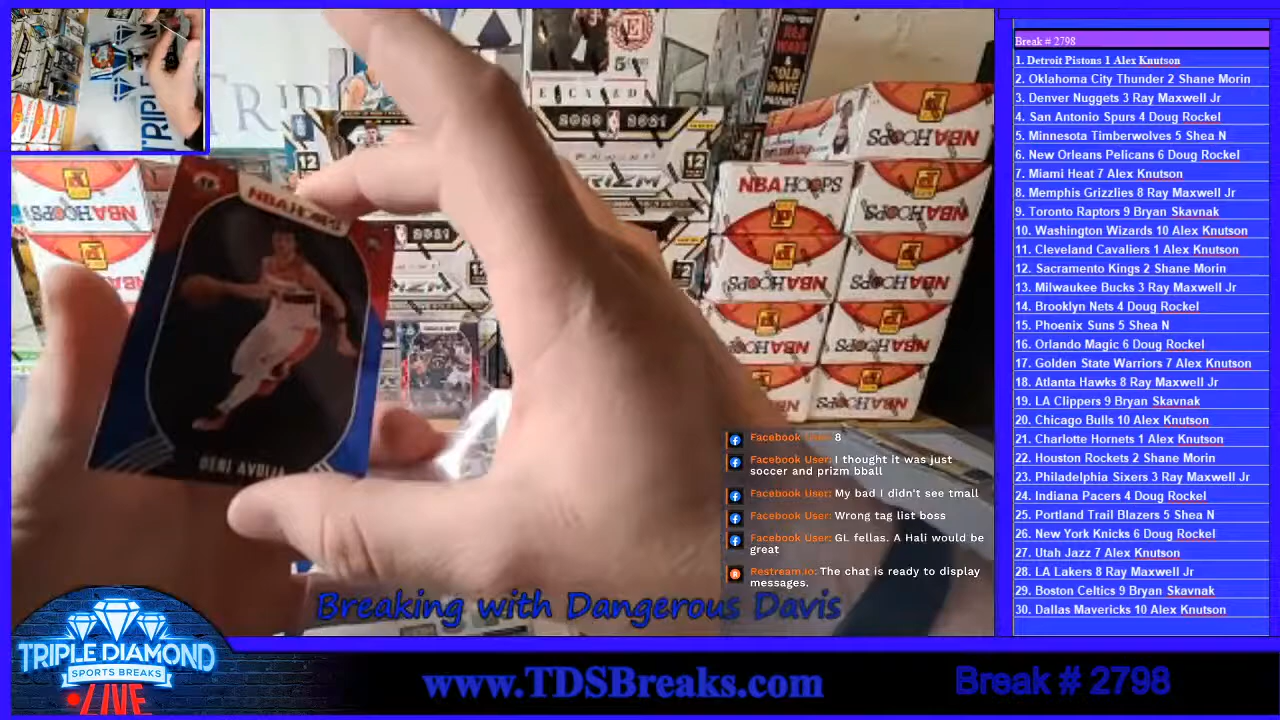 Break # 2798
1. Detroit Pistons 1 Alex Knutson
2. Oklahoma City Thunder 2 Shane Morin
3. Denver Nuggets 3 Ray Maxwell Jr
4. San Antonio Spurs 4 Doug Rockel
5. Minnesota Timberwolves 5 Shea N
6. New Orleans Pelicans 6 Doug Rockel
7. Miami Heat 7 Alex Knutson
8. Memphis Grizzlies 8 Ray Maxwell Jr
9. Toronto Raptors 9 Bryan Skavnak
10. Washington Wizards 10 Alex Knutson
11. Cleveland Cavaliers 1 Alex Knutson
12. Sacramento Kings 2 Shane Morin
13. Milwaukee Bucks 3 Ray Maxwell Jr
14. Brooklyn Nets 4 Doug Rockel
15. Phoenix Suns 5 Shea N
16. Orlando Magic 6 Doug Rockel
17. Golden State Warriors 7 Alex Knutson
18. Atlanta Hawks 8 Ray Maxwell Jr
19. LA Clippers 9 Bryan Skavnak
20. Chicago Bulls 10 Alex Knutson
21. Charlotte Hornets 1 Alex Knutson
22. Houston Rockets 2 Shane Morin
23. Philadelphia Sixers 3 Ray Maxwell Jr
24. Indiana Pacers 4 Doug Rockel
25. Portland Trail Blazers 5 Shea N
26. New York Knicks 6 Doug Rockel
27. Utah Jazz 7 Alex Knutson
28. LA Lakers 8 Ray Maxwell Jr
29. Boston Celtics 9 Bryan Skavnak
30. Dallas Mavericks 10 Alex Knutson
NBA HOOPS
DENI AVDIJA
2020 2021
PRIZM
12
12
NBA HOOPS
NBA HOOPS
NBA HOOPS
RED WAVE
GOLD WAVE
Facebook User: 8
Facebook User: I thought it was just
soccer and prizm bball
Facebook User: My bad I didn't see tmall
Facebook User: Wrong tag list boss
Facebook User: GL fellas. A Hali would be
great
Restream.io: The chat is ready to display
messages.
Breaking with Dangerous Davis
TRIPLE DIAMOND
SPORTS BREAKS
LIVE
www.TDSBreaks.com
Break # 2798